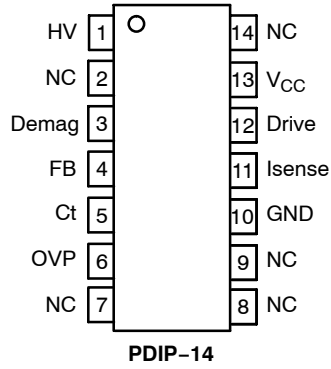 HV 1 14 NC
NC 2 13 VCC
Demag 3 12 Drive
FB 4 11 Isense
Ct 5 10 GND
OVP 6 9 NC
NC 7 8 NC
PDIP−14